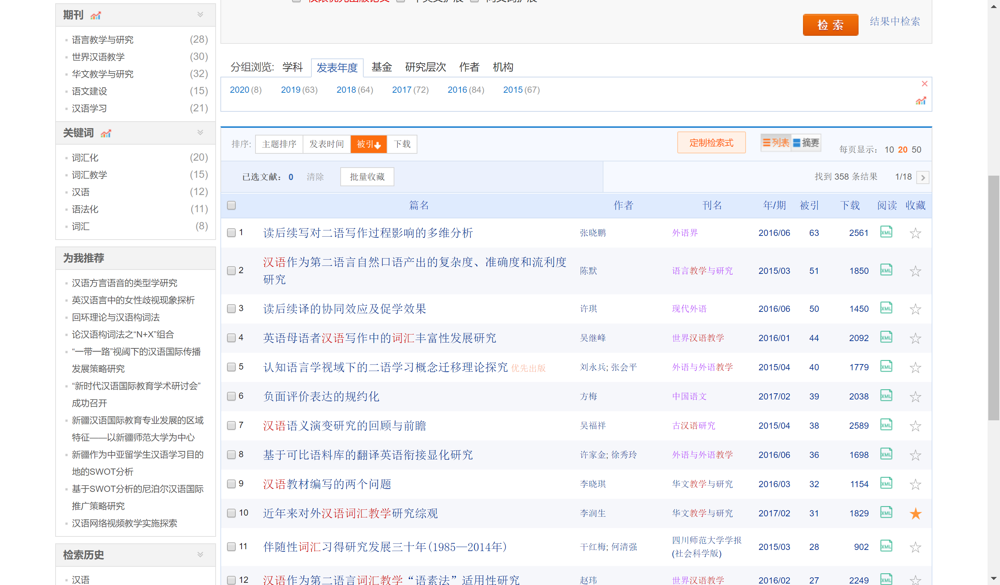 期刊
语言教学与研究 (28)
世界汉语教学 (30)
华文教学与研究 (32)
语文建设 (15)
汉语学习 (21)
关键词
词汇化 (20)
词汇教学 (15)
汉语 (12)
语法化 (11)
词汇 (8)
为我推荐
汉语方言语音的类型学研究
英汉语言中的女性歧视现象探析
回环理论与汉语构词法
论汉语构词法之“N+X”组合
“一带一路”视阈下的汉语国际传播
发展策略研究
“新时代汉语国际教育学术研讨会”
成功召开
新疆汉语国际教育专业发展的区域
特征——以新疆师范大学为中心
新疆作为中亚留学生汉语学习目的
地的SWOT分析
基于SWOT分析的尼泊尔汉语国际
推广策略研究
汉语网络视频教学实施探索
检索历史
汉语
检索 结果中检索
分组浏览: 学科 发表年度 基金 研究层次 作者 机构
2020(8) 2019(63) 2018(64) 2017(72) 2016(84) 2015(67)
排序: 主题排序 发表时间 被引 下载 定制检索式 列表 摘要 每页显示: 10 20 50
已选文献: 0 清除 批量收藏 找到 358 条结果 1/18
篇名 作者 刊名 年/期 被引 下载 阅读 收藏
1 读后续写对二语写作过程影响的多维分析 张晓鹏 外语界 2016/06 63 2561 XML
2 汉语作为第二语言自然口语产出的复杂度、准确度和流利度
研究 陈默 语言教学与研究 2015/03 51 1850 XML
3 读后续译的协同效应及促学效果 许琪 现代外语 2016/06 50 1450 XML
4 英语母语者汉语写作中的词汇丰富性发展研究 吴继峰 世界汉语教学 2016/01 44 2092 XML
5 认知语言学视域下的二语学习概念迁移理论探究 优先出版 刘永兵; 张会平 外语与外语教学 2015/04 40 1779 XML
6 负面评价表达的规约化 方梅 中国语文 2017/02 39 2038 XML
7 汉语语义演变研究的回顾与前瞻 吴福祥 古汉语研究 2015/04 38 2589 XML
8 基于可比语料库的翻译英语衔接显化研究 许家金; 徐秀玲 外语与外语教学 2016/06 36 1698 XML
9 汉语教材编写的两个问题 李晓琪 华文教学与研究 2016/03 32 1154 XML
10 近年来对外汉语词汇教学研究综观 李润生 华文教学与研究 2017/02 31 1829 XML
11 伴随性词汇习得研究发展三十年(1985—2014年) 干红梅; 何清强 四川师范大学学报
(社会科学版) 2015/03 28 902 XML
12 汉语作为第二语言词汇教学“语素法”适用性研究 赵玮 世界汉语教学 2016/02 27 2249 XML